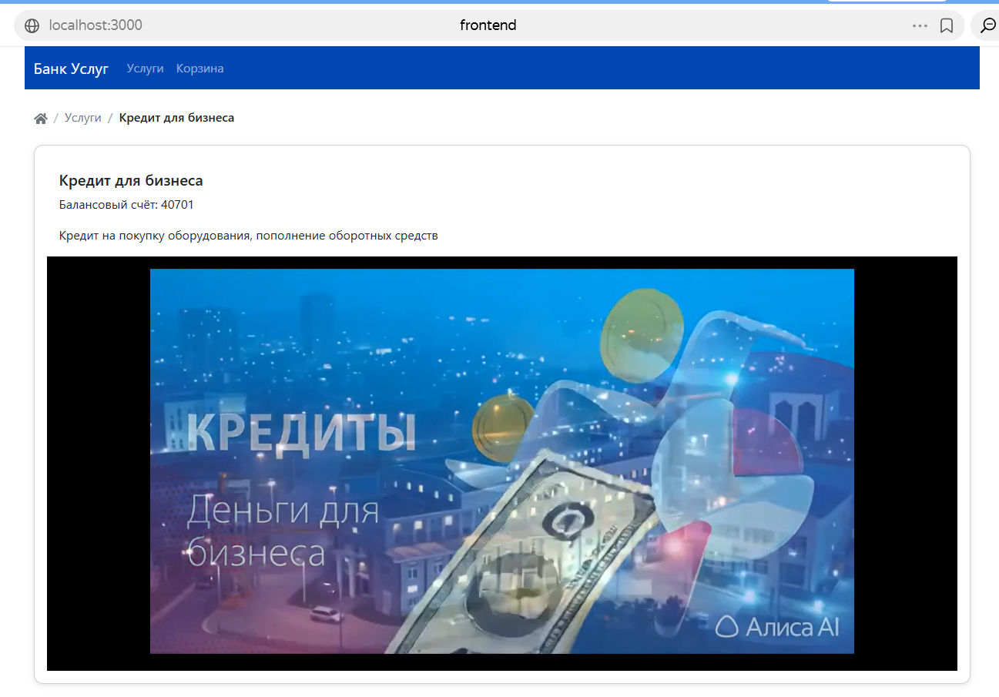 localhost:3000
frontend
Банк Услуг Услуги Корзина
/ Услуги / Кредит для бизнеса
Кредит для бизнеса
Балансовый счёт: 40701
Кредит на покупку оборудования, пополнение оборотных средств
КРЕДИТЫ
Деньги для
бизнеса
Алиса AI